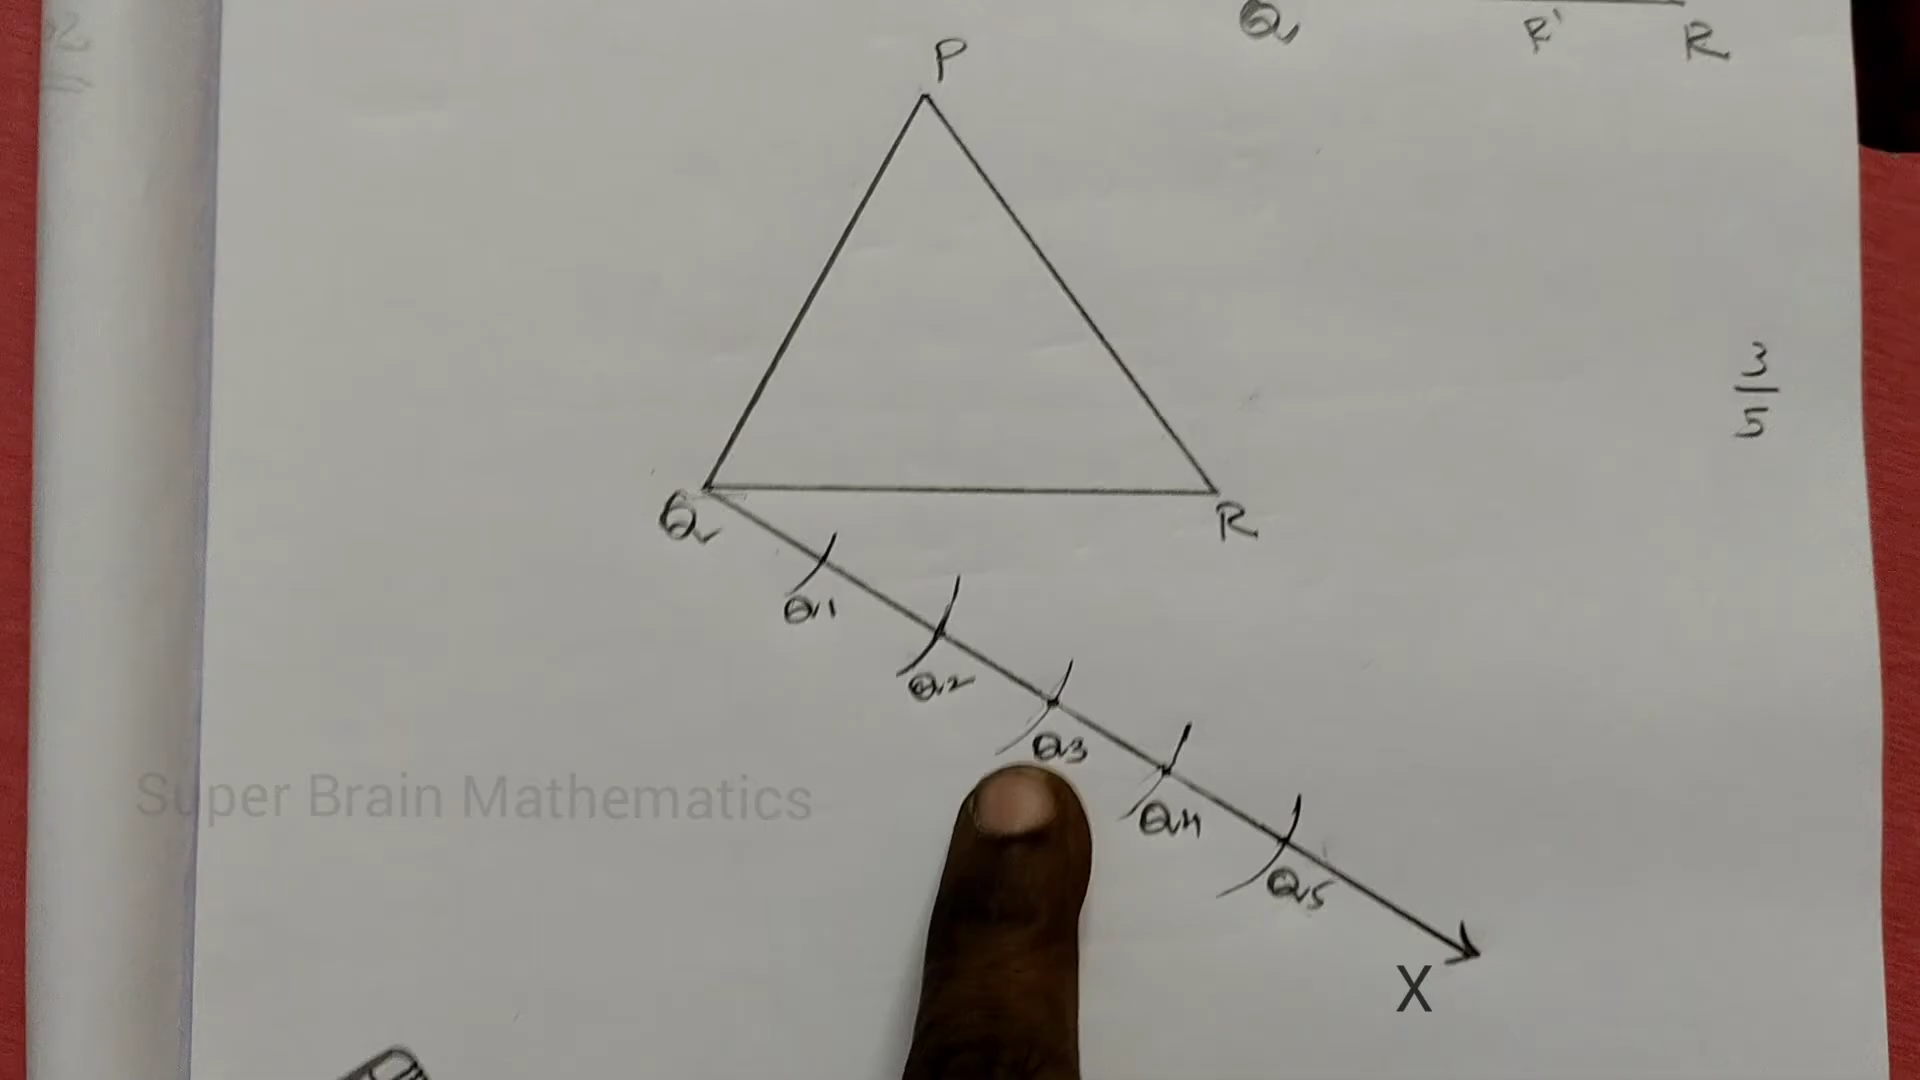 Q R' R
P
3
5
Q R
Q1
Q2
Q3
Q4
Q5
X
Super Brain Mathematics